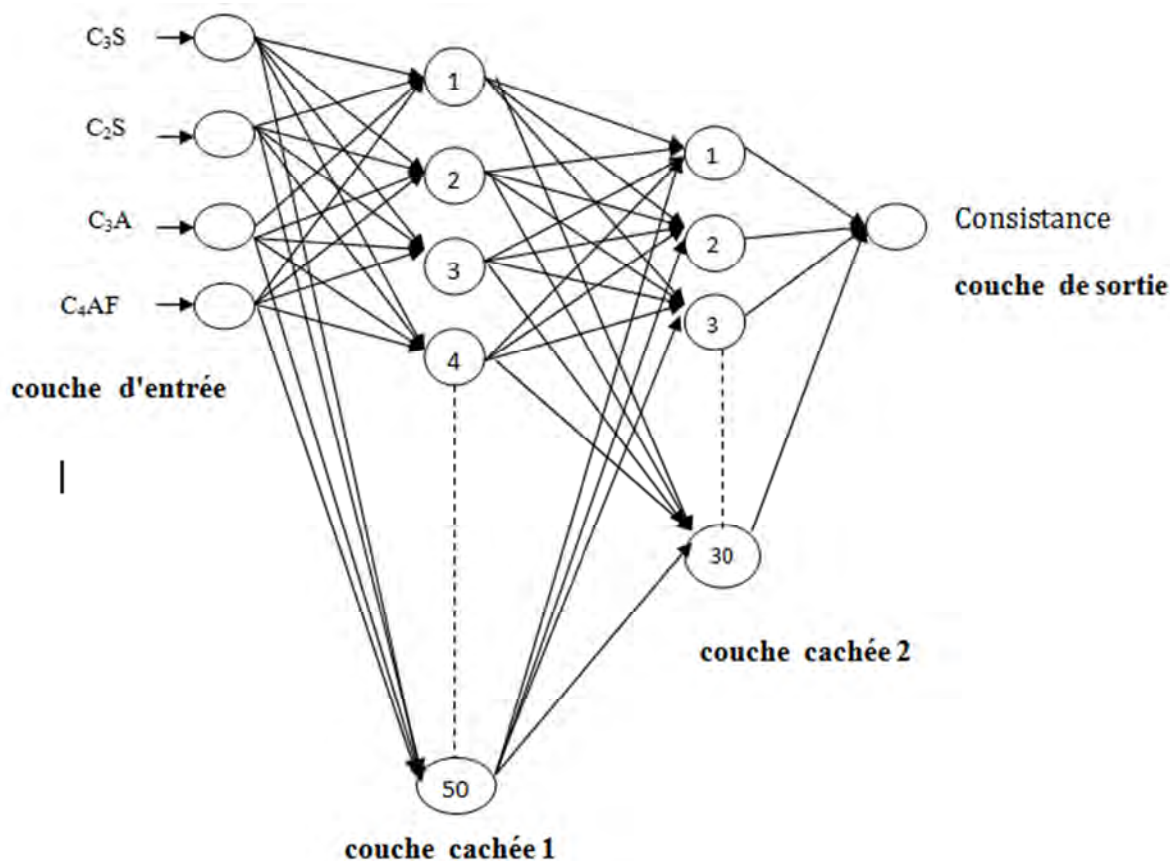 C₃S
C₂S
C₃A
C₄AF
couche d'entrée
1
2
3
4
50
couche cachée 1
1
2
3
30
couche cachée 2
Consistance
couche de sortie